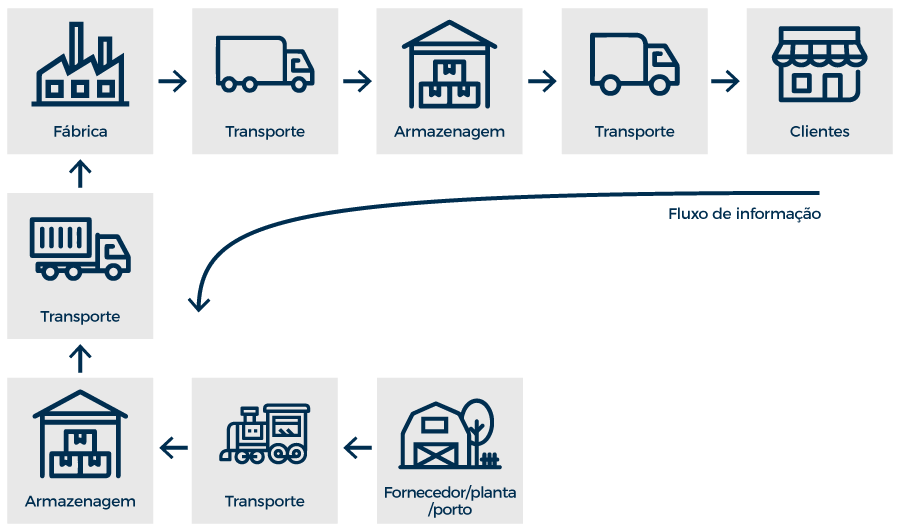 Fábrica
Transporte
Armazenagem
Transporte
Clientes
Fluxo de informação
Transporte
Armazenagem
Transporte
Fornecedor/planta
/porto